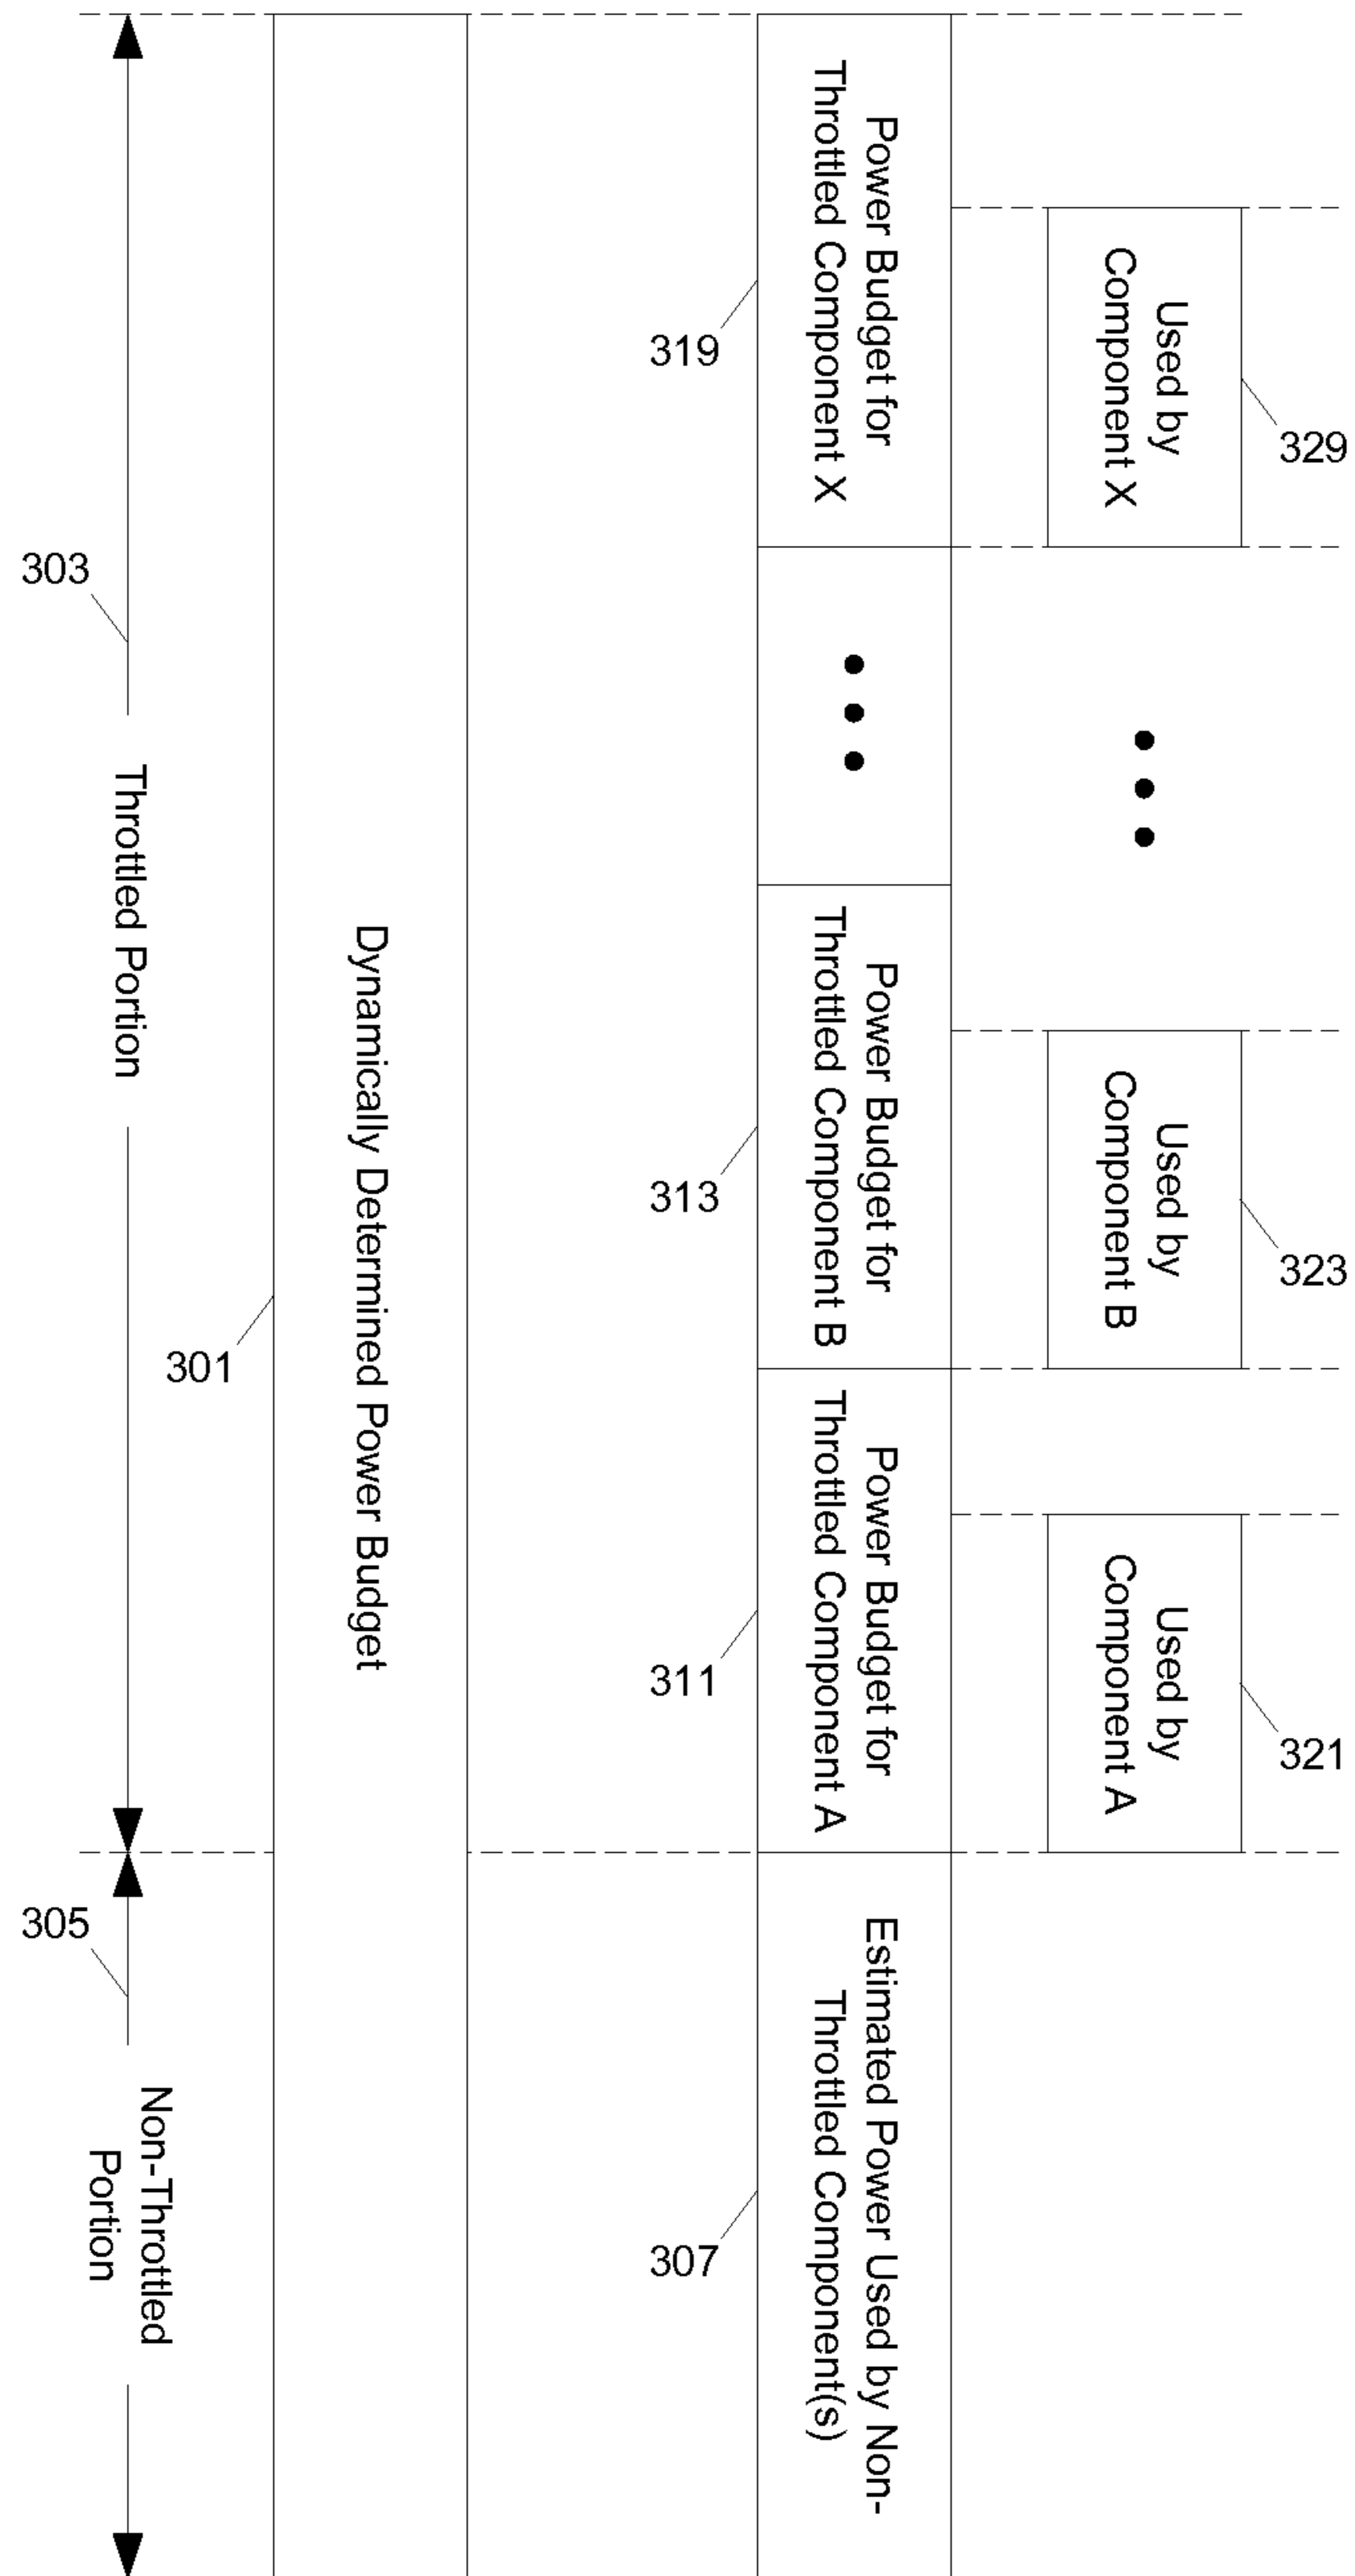 Used by
Component X
329
Used by
Component B
323
Used by
Component A
321
Power Budget for
Throttled Component X
319
Power Budget for
Throttled Component B
313
Power Budget for
Throttled Component A
311
Estimated Power Used by Non-
Throttled Component(s)
307
Dynamically Determined Power Budget
301
303
Throttled Portion
305
Non-Throttled
Portion